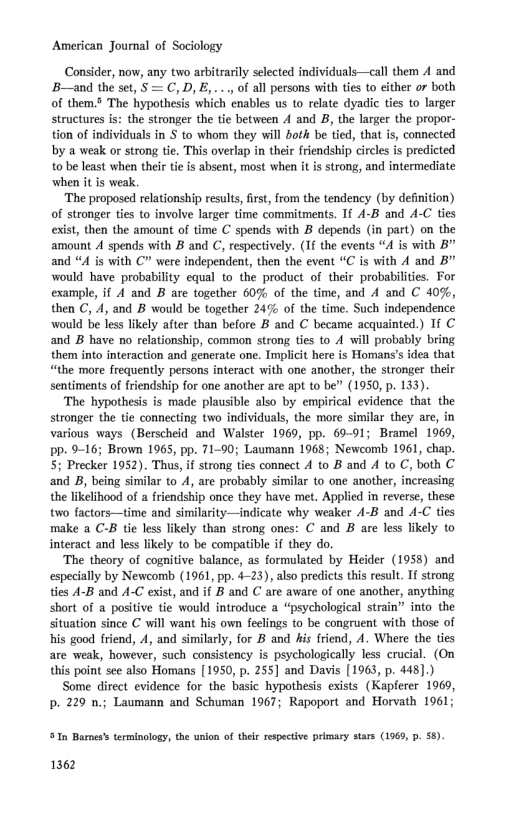 American Journal of Sociology
Consider, now, any two arbitrarily selected individuals—call them A and
B—and the set, S = C, D, E, . . ., of all persons with ties to either or both
of them.⁵ The hypothesis which enables us to relate dyadic ties to larger
structures is: the stronger the tie between A and B, the larger the propor-
tion of individuals in S to whom they will both be tied, that is, connected
by a weak or strong tie. This overlap in their friendship circles is predicted
to be least when their tie is absent, most when it is strong, and intermediate
when it is weak.
The proposed relationship results, first, from the tendency (by definition)
of stronger ties to involve larger time commitments. If A-B and A-C ties
exist, then the amount of time C spends with B depends (in part) on the
amount A spends with B and C, respectively. (If the events “A is with B”
and “A is with C” were independent, then the event “C is with A and B”
would have probability equal to the product of their probabilities. For
example, if A and B are together 60% of the time, and A and C 40%,
then C, A, and B would be together 24% of the time. Such independence
would be less likely after than before B and C became acquainted.) If C
and B have no relationship, common strong ties to A will probably bring
them into interaction and generate one. Implicit here is Homans’s idea that
“the more frequently persons interact with one another, the stronger their
sentiments of friendship for one another are apt to be” (1950, p. 133).
The hypothesis is made plausible also by empirical evidence that the
stronger the tie connecting two individuals, the more similar they are, in
various ways (Berscheid and Walster 1969, pp. 69–91; Bramel 1969,
pp. 9–16; Brown 1965, pp. 71–90; Laumann 1968; Newcomb 1961, chap.
5; Precker 1952). Thus, if strong ties connect A to B and A to C, both C
and B, being similar to A, are probably similar to one another, increasing
the likelihood of a friendship once they have met. Applied in reverse, these
two factors—time and similarity—indicate why weaker A-B and A-C ties
make a C-B tie less likely than strong ones: C and B are less likely to
interact and less likely to be compatible if they do.
The theory of cognitive balance, as formulated by Heider (1958) and
especially by Newcomb (1961, pp. 4–23), also predicts this result. If strong
ties A-B and A-C exist, and if B and C are aware of one another, anything
short of a positive tie would introduce a “psychological strain” into the
situation since C will want his own feelings to be congruent with those of
his good friend, A, and similarly, for B and his friend, A. Where the ties
are weak, however, such consistency is psychologically less crucial. (On
this point see also Homans [1950, p. 255] and Davis [1963, p. 448].)
Some direct evidence for the basic hypothesis exists (Kapferer 1969,
p. 229 n.; Laumann and Schuman 1967; Rapoport and Horvath 1961;
⁵ In Barnes’s terminology, the union of their respective primary stars (1969, p. 58).
1362